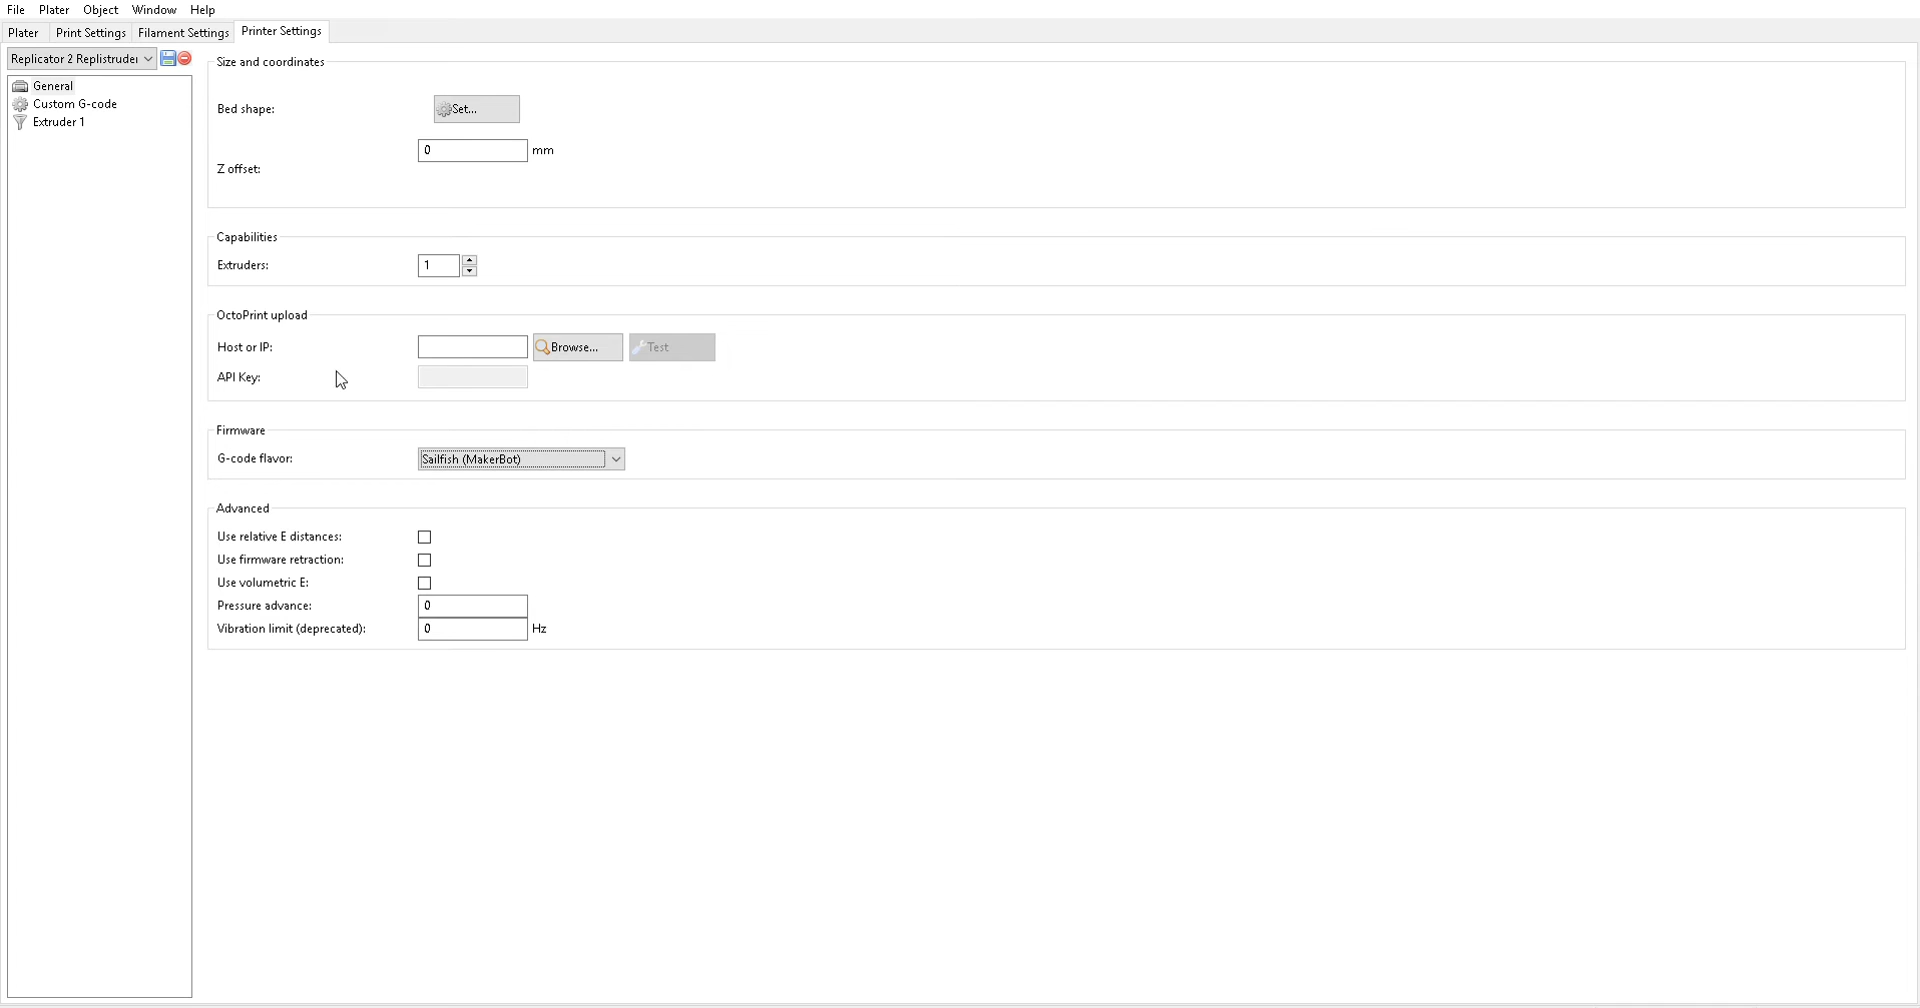 File Plater Object Window Help
Plater Print Settings Filament Settings Printer Settings
Replicator 2 Replistruder
General
Custom G-code
Extruder 1
Size and coordinates
Bed shape: Set...
0 mm
Z offset:
Capabilities
Extruders: 1
OctoPrint upload
Host or IP: Browse... Test
API Key:
Firmware
G-code flavor: Sailfish (MakerBot)
Advanced
Use relative E distances:
Use firmware retraction:
Use volumetric E:
Pressure advance: 0
Vibration limit (deprecated): 0 Hz